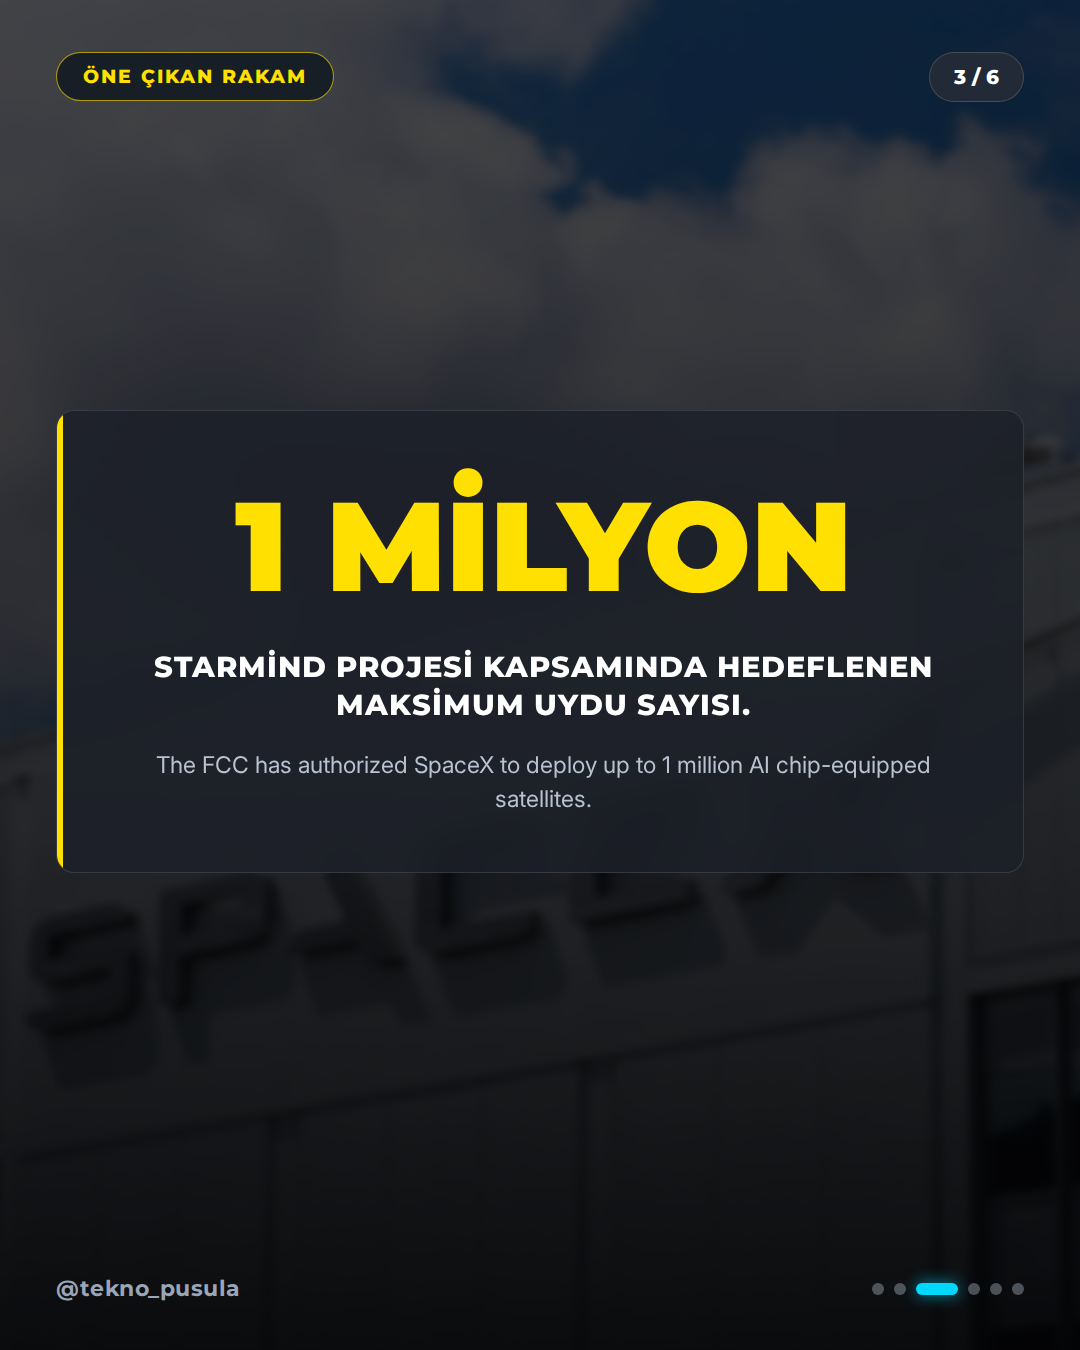 ÖNE ÇIKAN RAKAM
3 / 6
1 MİLYON
STARMİND PROJESİ KAPSAMINDA HEDEFLENEN
MAKSİMUM UYDU SAYISI.
The FCC has authorized SpaceX to deploy up to 1 million AI chip-equipped
satellites.
SPACEX
@tekno_pusula